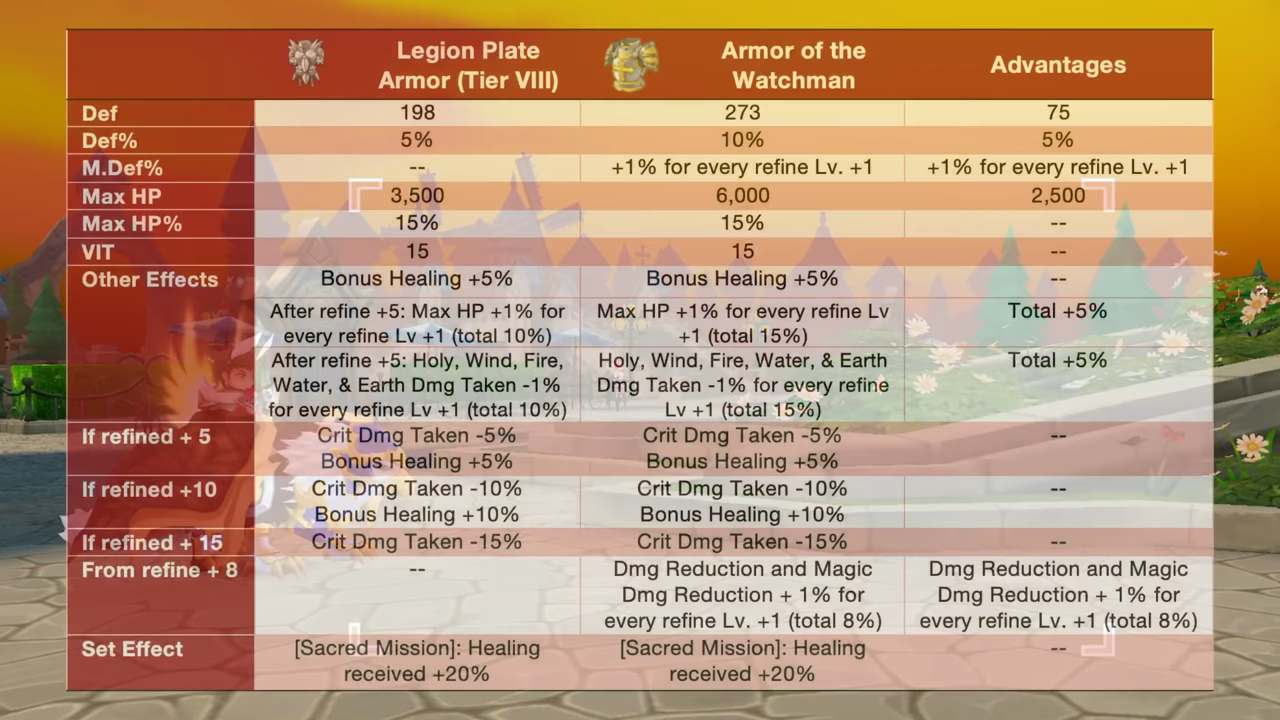 Legion Plate
Armor (Tier VIII)
Armor of the
Watchman
Advantages
Def
198
273
75
Def%
5%
10%
5%
M.Def%
--
+1% for every refine Lv. +1
+1% for every refine Lv. +1
Max HP
3,500
6,000
2,500
Max HP%
15%
15%
--
VIT
15
15
--
Other Effects
Bonus Healing +5%
Bonus Healing +5%
--
After refine +5: Max HP +1% for
every refine Lv +1 (total 10%)
Max HP +1% for every refine Lv
+1 (total 15%)
Total +5%
After refine +5: Holy, Wind, Fire,
Water, & Earth Dmg Taken -1%
for every refine Lv +1 (total 10%)
Holy, Wind, Fire, Water, & Earth
Dmg Taken -1% for every refine
Lv +1 (total 15%)
Total +5%
If refined + 5
Crit Dmg Taken -5%
Bonus Healing +5%
Crit Dmg Taken -5%
Bonus Healing +5%
--
If refined +10
Crit Dmg Taken -10%
Bonus Healing +10%
Crit Dmg Taken -10%
Bonus Healing +10%
--
If refined + 15
Crit Dmg Taken -15%
Crit Dmg Taken -15%
--
From refine + 8
--
Dmg Reduction and Magic
Dmg Reduction + 1% for
every refine Lv. +1 (total 8%)
Dmg Reduction and Magic
Dmg Reduction + 1% for
every refine Lv. +1 (total 8%)
Set Effect
[Sacred Mission]: Healing
received +20%
[Sacred Mission]: Healing
received +20%
--